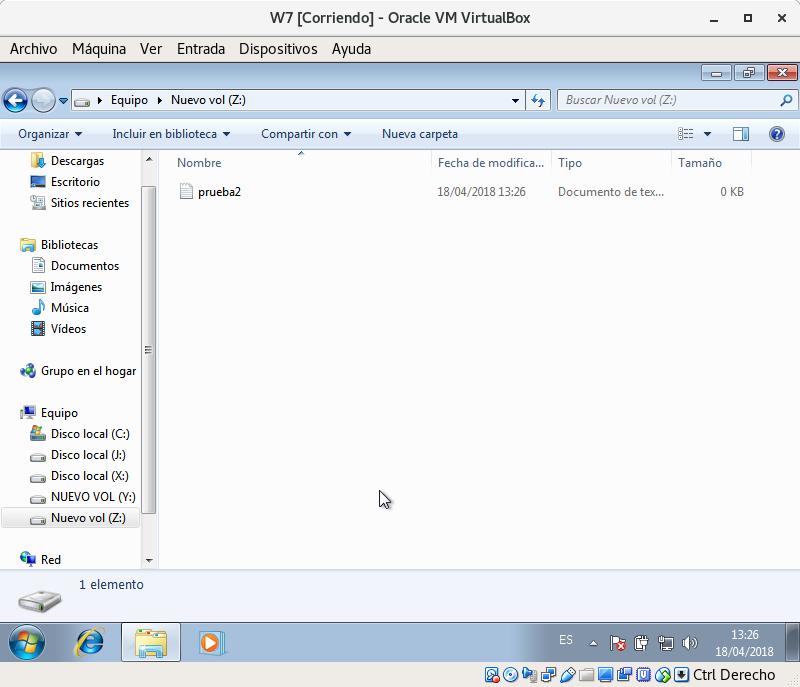 W7 [Corriendo] - Oracle VM VirtualBox
Archivo Máquina Ver Entrada Dispositivos Ayuda
Equipo Nuevo vol (Z:)
Buscar Nuevo vol (Z:)
Organizar Incluir en biblioteca Compartir con Nueva carpeta
Nombre Fecha de modifica... Tipo Tamaño
prueba2 18/04/2018 13:26 Documento de tex... 0 KB
Descargas
Escritorio
Sitios recientes
Bibliotecas
Documentos
Imágenes
Música
Vídeos
Grupo en el hogar
Equipo
Disco local (C:)
Disco local (J:)
Disco local (X:)
NUEVO VOL (Y:)
Nuevo vol (Z:)
Red
1 elemento
ES
13:26
18/04/2018
Ctrl Derecho